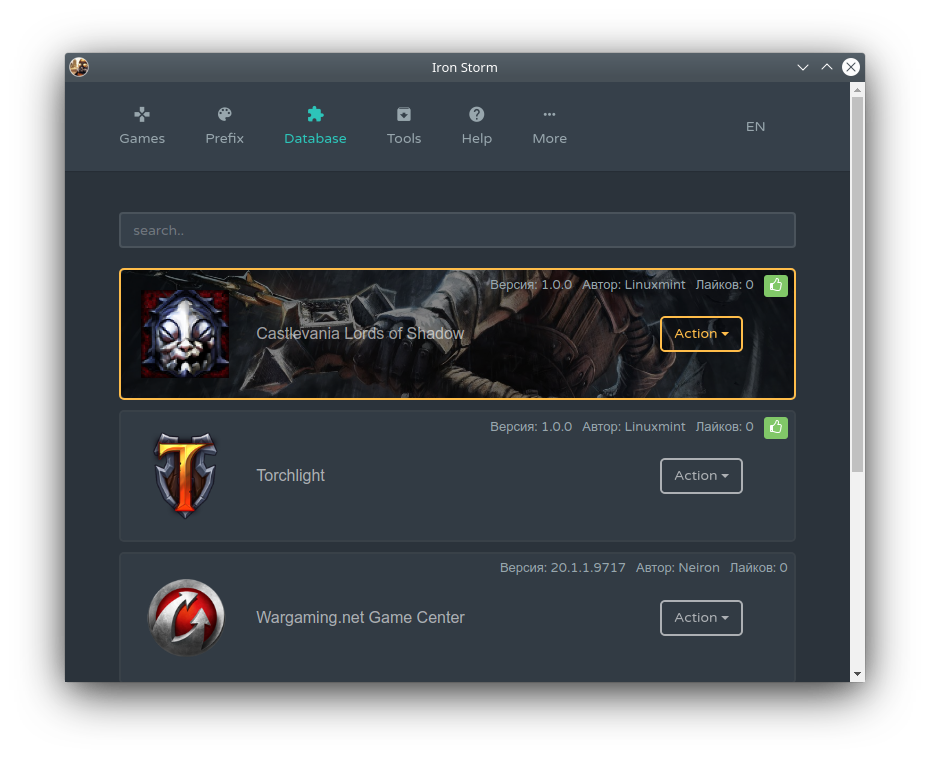 Iron Storm
Games Prefix Database Tools Help More EN
search..
Версия: 1.0.0 Автор: Linuxmint Лайков: 0
Castlevania Lords of Shadow
Action
Версия: 1.0.0 Автор: Linuxmint Лайков: 0
Torchlight
Action
Версия: 20.1.1.9717 Автор: Neiron Лайков: 0
Wargaming.net Game Center
Action